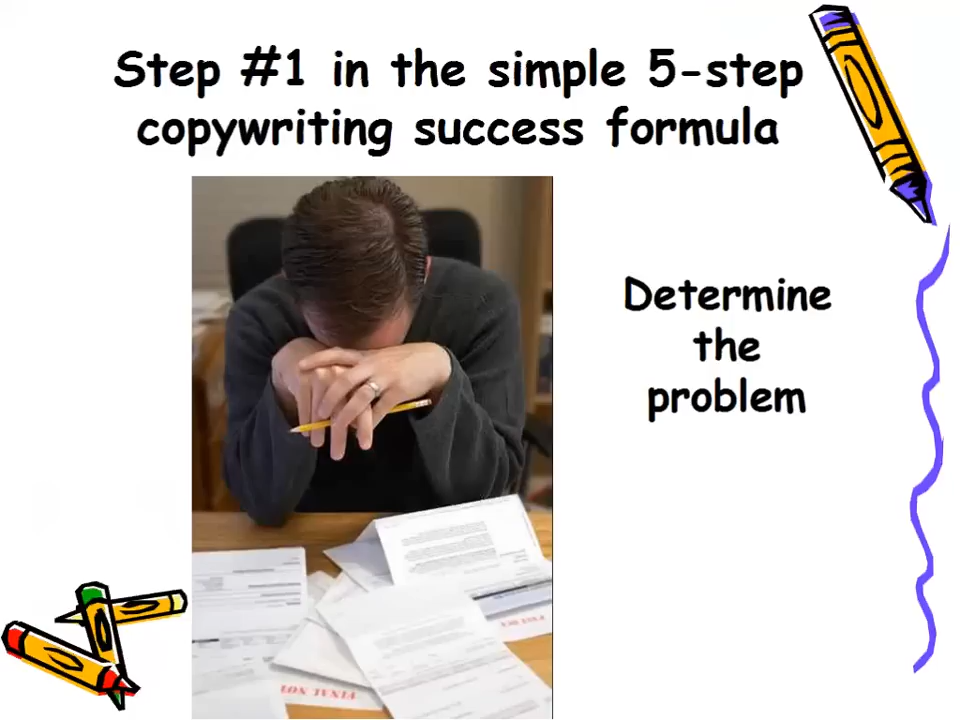 Step #1 in the simple 5-step
copywriting success formula
Determine
the
problem